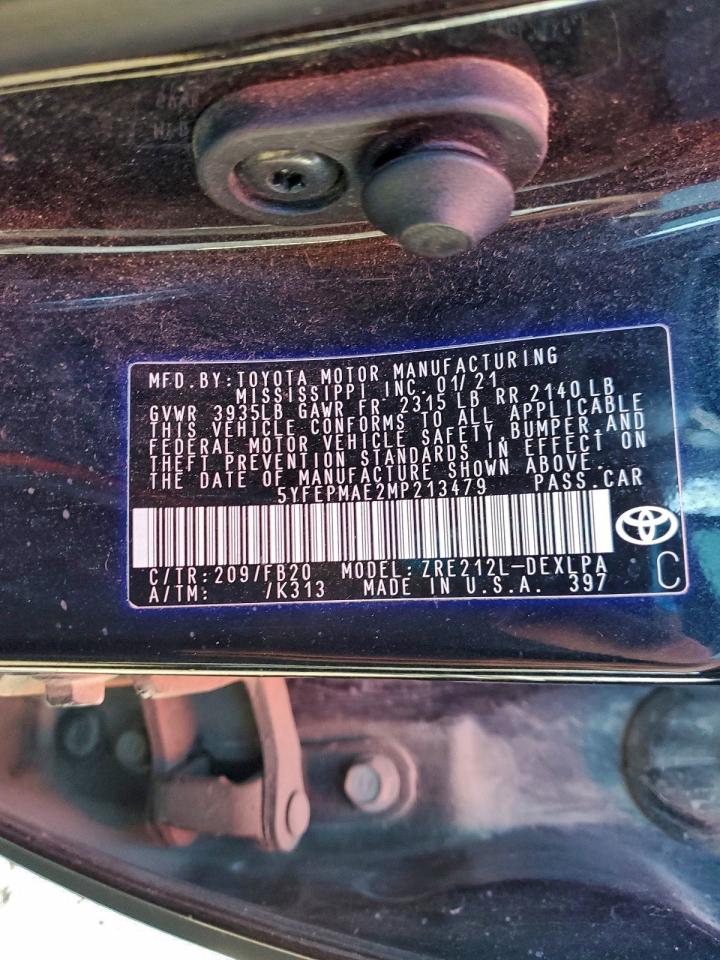 MFD. BY: TOYOTA MOTOR MANUFACTURING
MISSISSIPPI INC. 01/21
GVWR 3935LB GAWR FR 2315 LB RR 2140 LB
THIS VEHICLE CONFORMS TO ALL APPLICABLE
FEDERAL MOTOR VEHICLE SAFETY, BUMPER, AND
THEFT PREVENTION STANDARDS IN EFFECT ON
THE DATE OF MANUFACTURE SHOWN ABOVE.
5YFEPMAE2MP213479 PASS. CAR
C/TR: 209/FB20 MODEL: ZRE212L-DEXLPA
A/TM: /K313 MADE IN U.S.A. 397 C